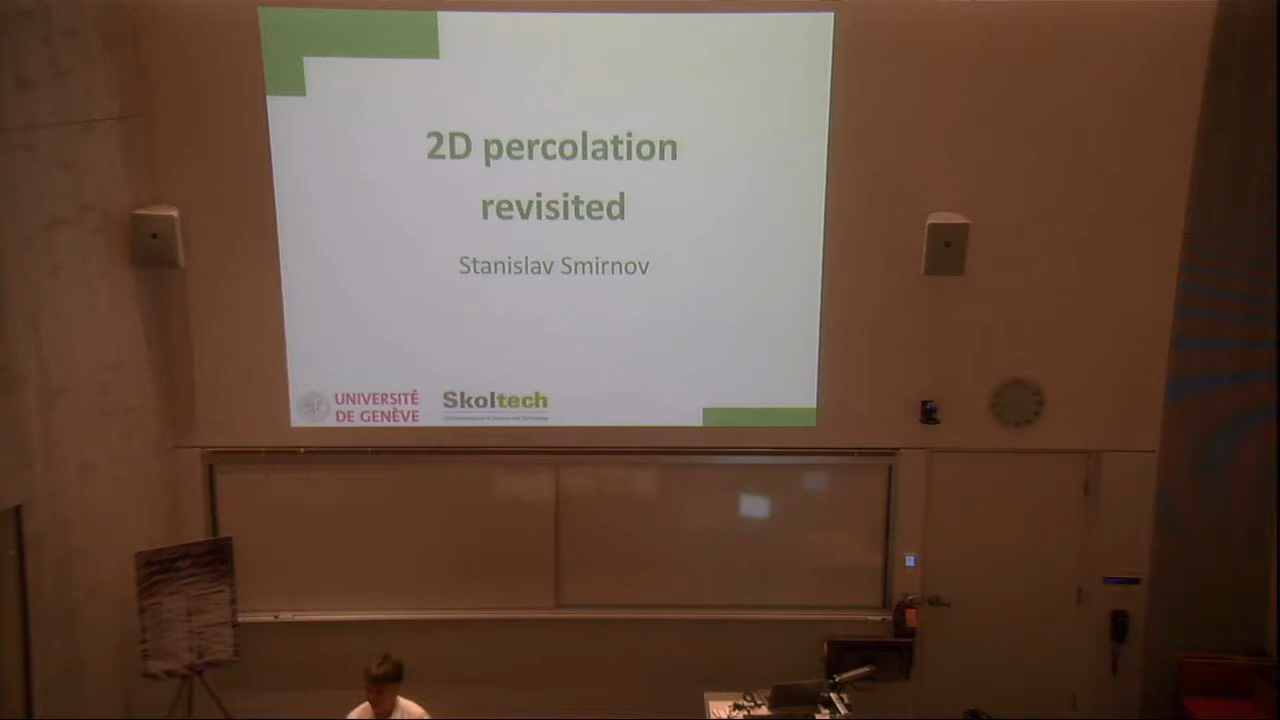 2D percolation
revisited
Stanislav Smirnov
UNIVERSITÉ
DE GENÈVE
Skoltech